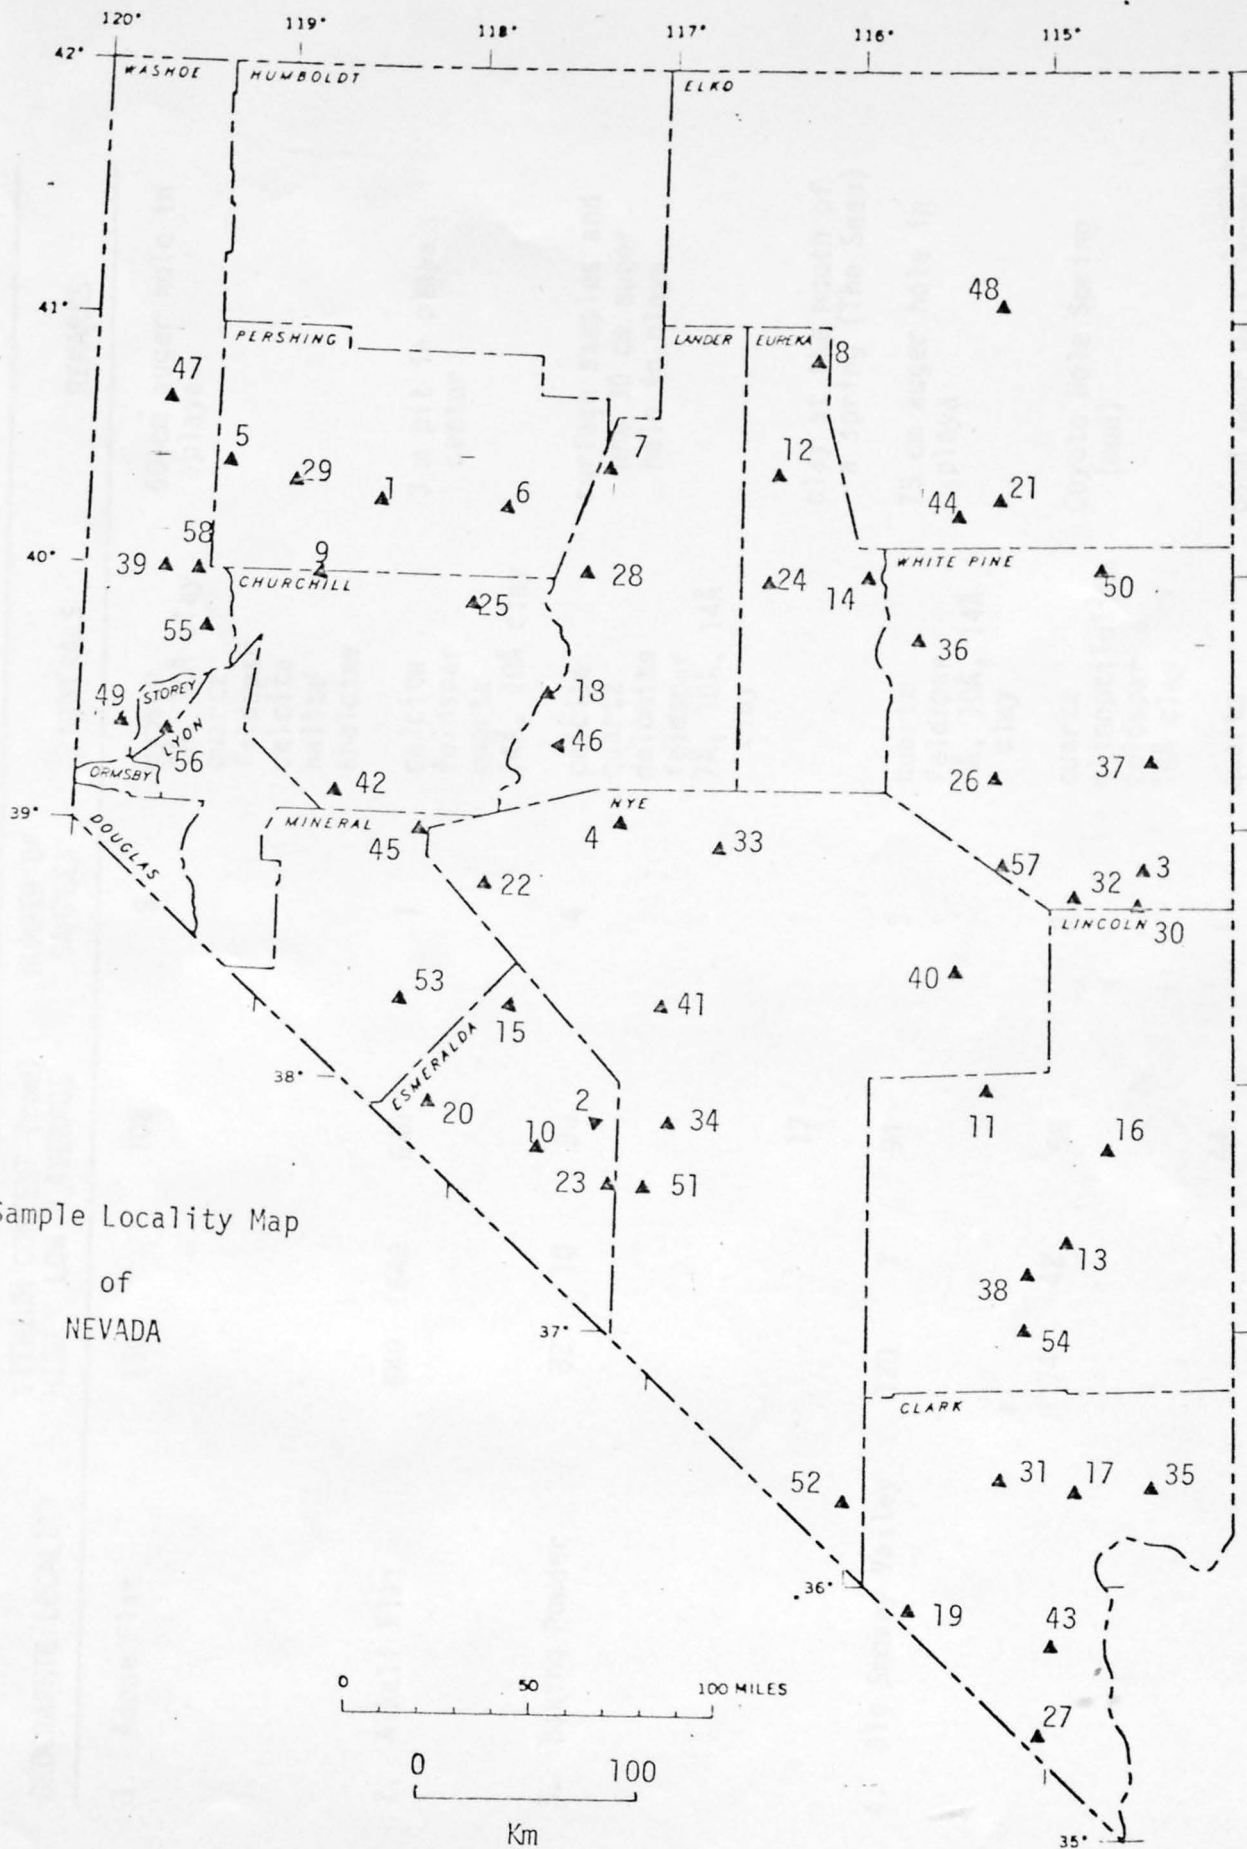 120° 119° 118° 117° 116° 115°
42°
WASHOE HUMBOLDT ELKO
48
41°
PERSHING LANDER EUREKA
8
47
5 29 1 6 7 12
44 21
58
39 9 28 24 14 WHITE PINE 50
40°
CHURCHILL
25
55 36
18
49 STOREY
LYON
56 46
ORMSBY 42 26 37
39°
DOUGLAS MINERAL NYE
45 4 33
57 3
22 32
LINCOLN 30
40
53 15 41
38°
ESMERALDA
20 2 34 11
10 16
23 51
Sample Locality Map
of
NEVADA
13
38
37° 54
CLARK
52 31 17 35
36°
19
43
0 50 100 MILES
27
0 100
Km
35°